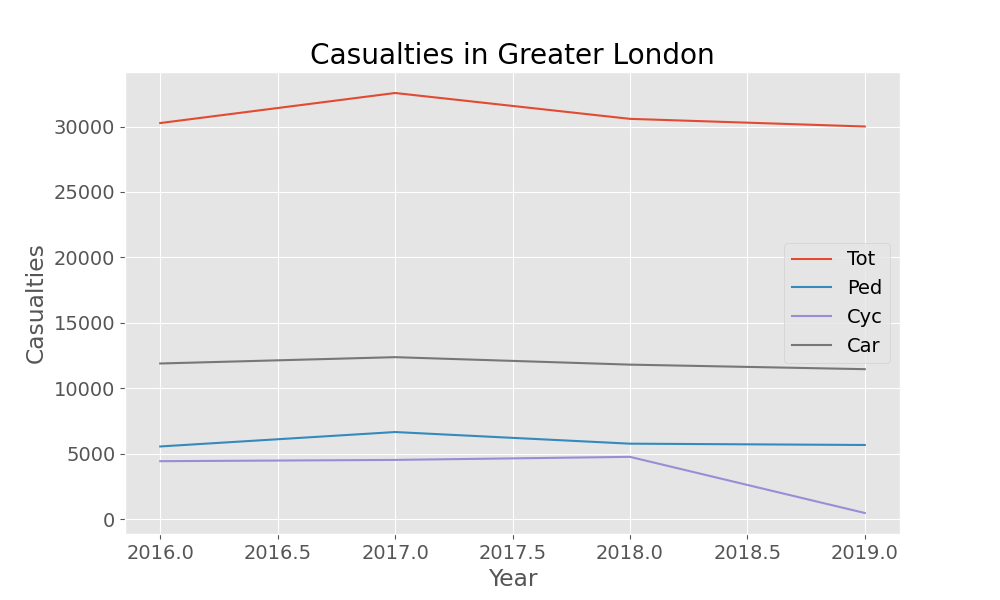 Casualties in Greater London
30000
25000
20000
15000
10000
5000
0
Casualties
Tot
Ped
Cyc
Car
2016.0 2016.5 2017.0 2017.5 2018.0 2018.5 2019.0
Year